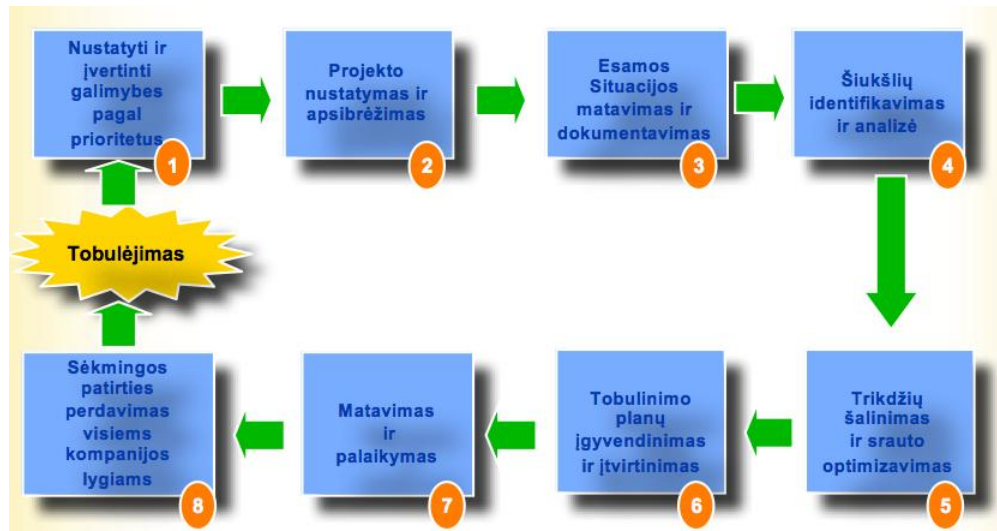 Nustatyti ir
įvertinti
galimybes
pagal
prioritetus
1
Projekto
nustatymas ir
apsibrėžimas
2
Esamos
Situacijos
matavimas ir
dokumentavimas
3
Šiukšlių
identifikavimas
ir analizė
4
Trikdžių
šalinimas
ir srauto
optimizavimas
5
Tobulinimo
planų
įgyvendinimas
ir įtvirtinimas
6
Matavimas
ir
palaikymas
7
Sėkmingos
patirties
perdavimas
visiems
kompanijos
lygiams
8
Tobulėjimas